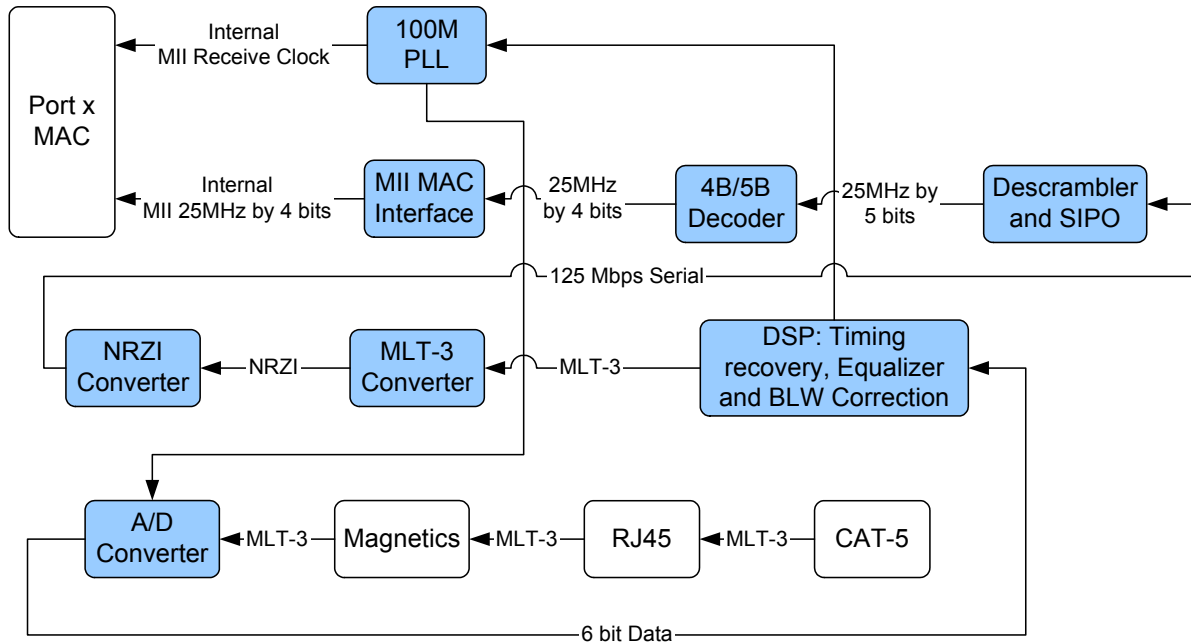 Internal
MII Receive Clock
100M
PLL
Port x
MAC
Internal
MII 25MHz by 4 bits
MII MAC
Interface
25MHz
by 4 bits
4B/5B
Decoder
25MHz by
5 bits
Descrambler
and SIPO
125 Mbps Serial
NRZI
Converter
NRZI
MLT-3
Converter
MLT-3
DSP: Timing
recovery, Equalizer
and BLW Correction
A/D
Converter
MLT-3
Magnetics
MLT-3
RJ45
MLT-3
CAT-5
6 bit Data